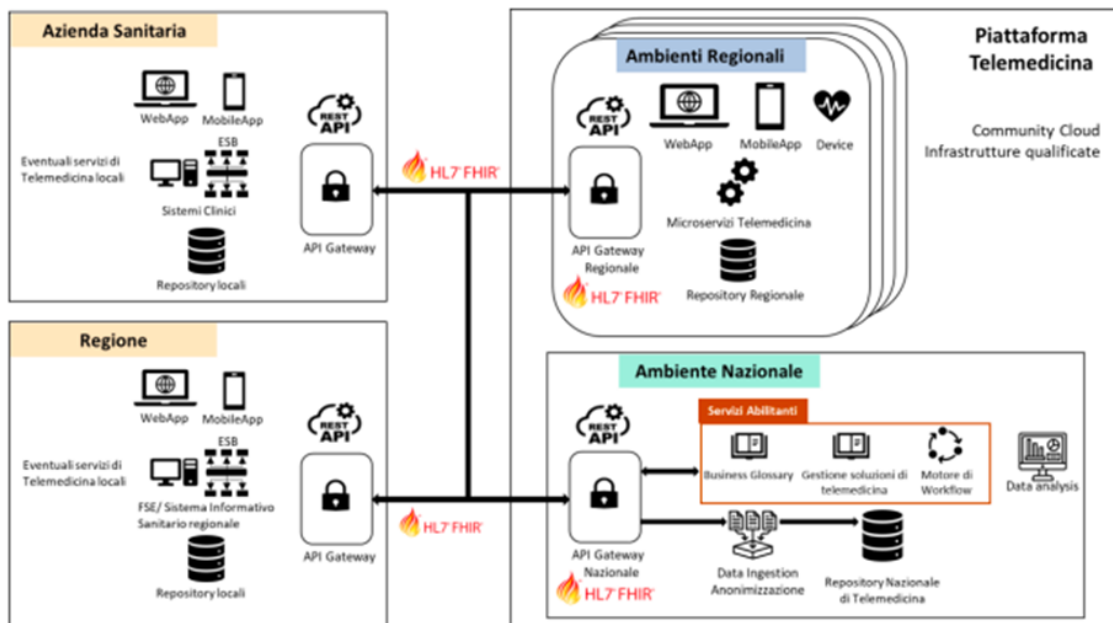 Azienda Sanitaria
WebApp
MobileApp
REST
API
Eventuali servizi di
Telemedicina locali
ESB
Sistemi Clinici
API Gateway
Repository locali
HL7 FHIR
Piattaforma
Telemedicina
Community Cloud
Infrastrutture qualificate
Ambienti Regionali
REST
API
WebApp
MobileApp
Device
Microservizi Telemedicina
API Gateway
Regionale
HL7 FHIR
Repository Regionale
Regione
WebApp
MobileApp
REST
API
Eventuali servizi di
Telemedicina locali
ESB
FSE/ Sistema Informativo
Sanitario regionale
API Gateway
Repository locali
HL7 FHIR
Ambiente Nazionale
REST
API
Servizi Abilitanti
Business Glossary
Gestione soluzioni di
telemedicina
Motore di
Workflow
Data analysis
API Gateway
Nazionale
HL7 FHIR
Data Ingestion
Anonimizzazione
Repository Nazionale
di Telemedicina